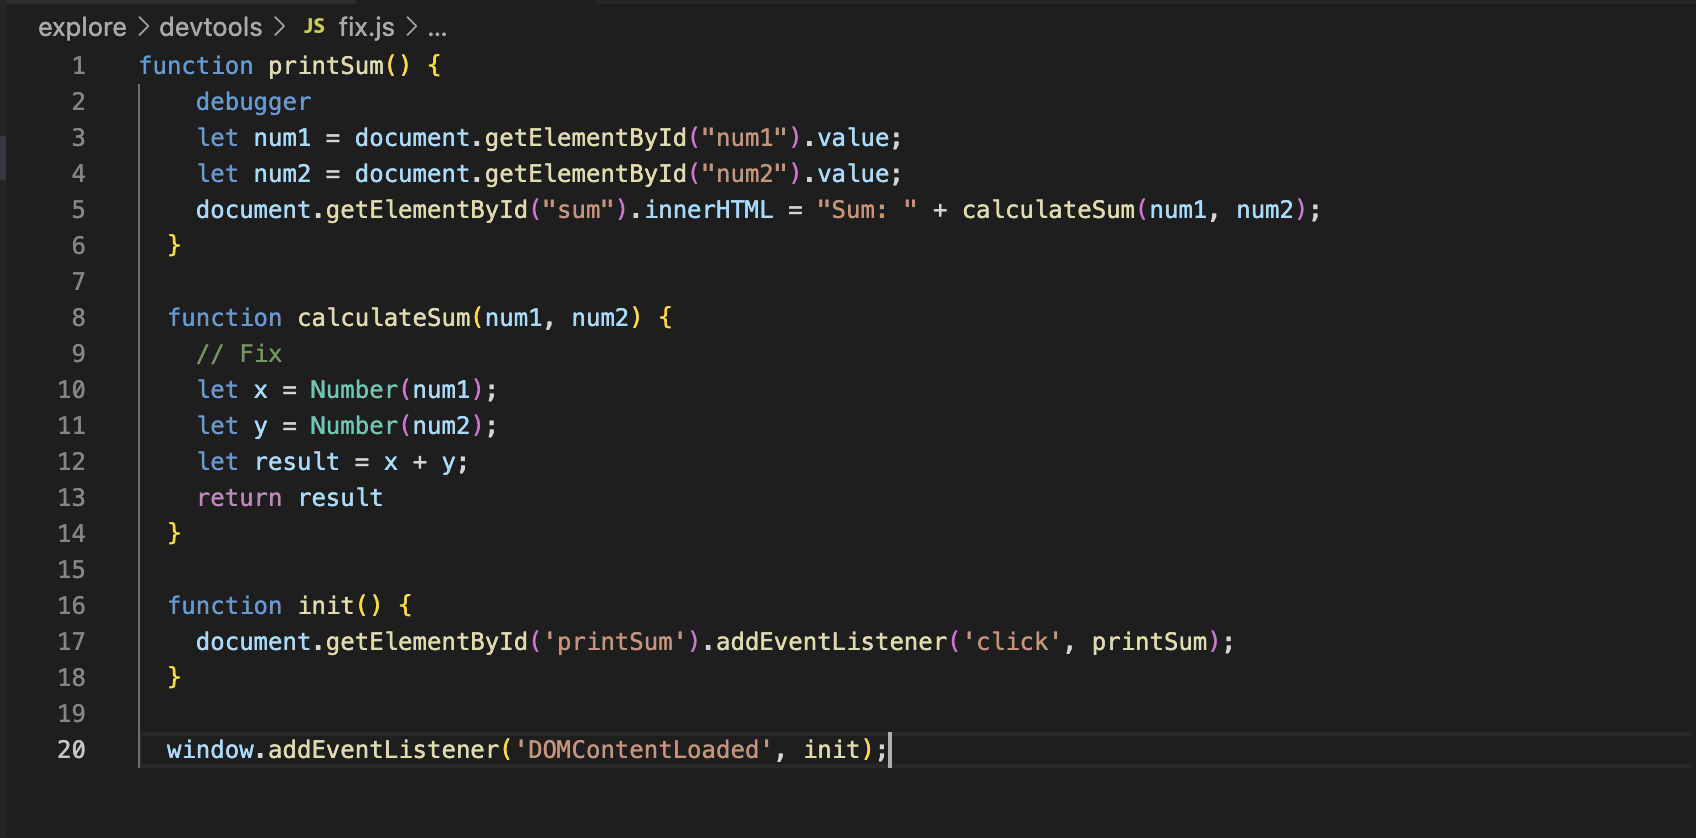 explore > devtools > JS fix.js > ...
1 function printSum() {
2 debugger
3 let num1 = document.getElementById("num1").value;
4 let num2 = document.getElementById("num2").value;
5 document.getElementById("sum").innerHTML = "Sum: " + calculateSum(num1, num2);
6 }
7
8 function calculateSum(num1, num2) {
9 // Fix
10 let x = Number(num1);
11 let y = Number(num2);
12 let result = x + y;
13 return result
14 }
15
16 function init() {
17 document.getElementById('printSum').addEventListener('click', printSum);
18 }
19
20 window.addEventListener('DOMContentLoaded', init);